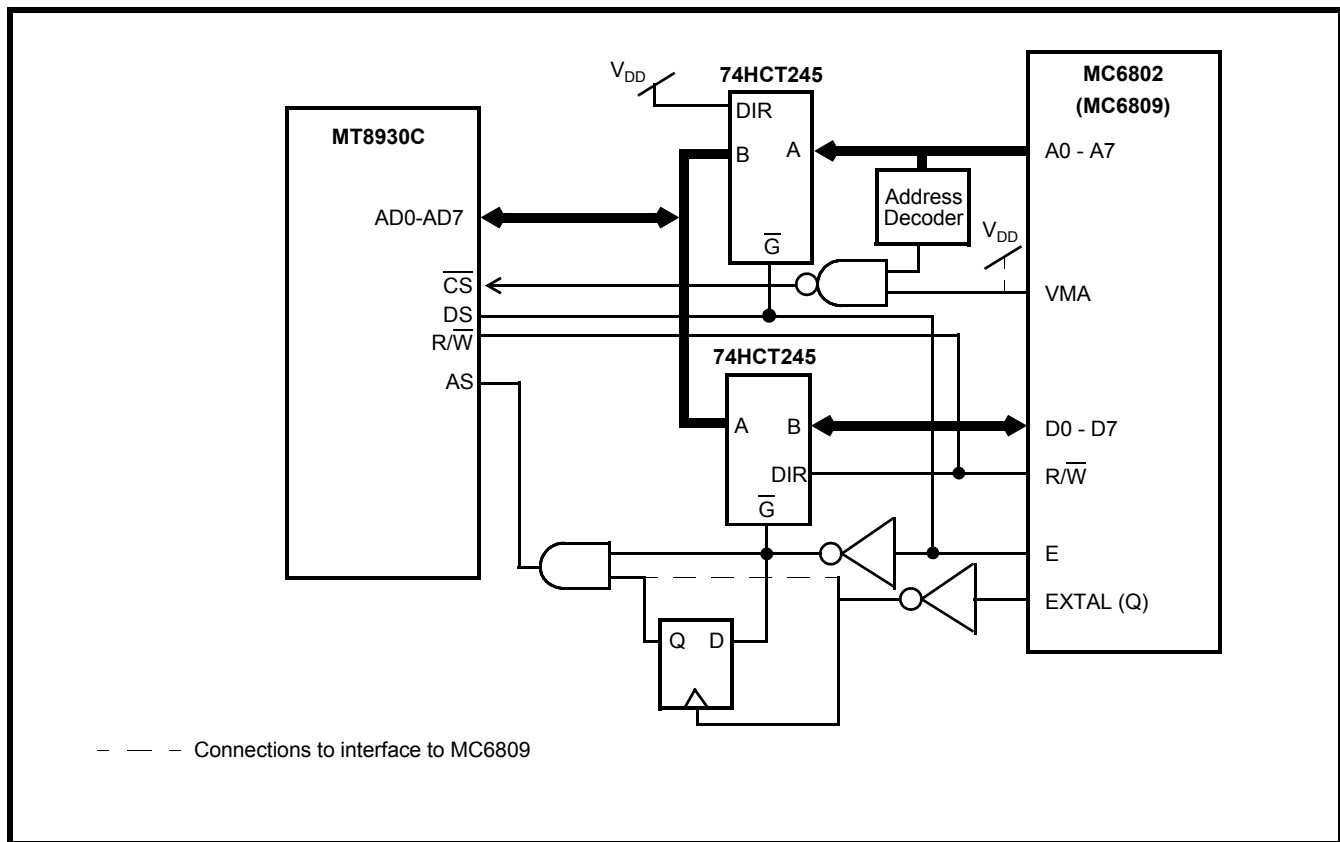 V_DD
74HCT245
DIR
B
A
G̅
MT8930C
AD0-AD7
C̅S̅
DS
R/W̅
AS
MC6802
(MC6809)
A0 - A7
Address
Decoder
V_DD
VMA
74HCT245
A
B
DIR
G̅
D0 - D7
R/W̅
E
EXTAL (Q)
Q
D
Connections to interface to MC6809